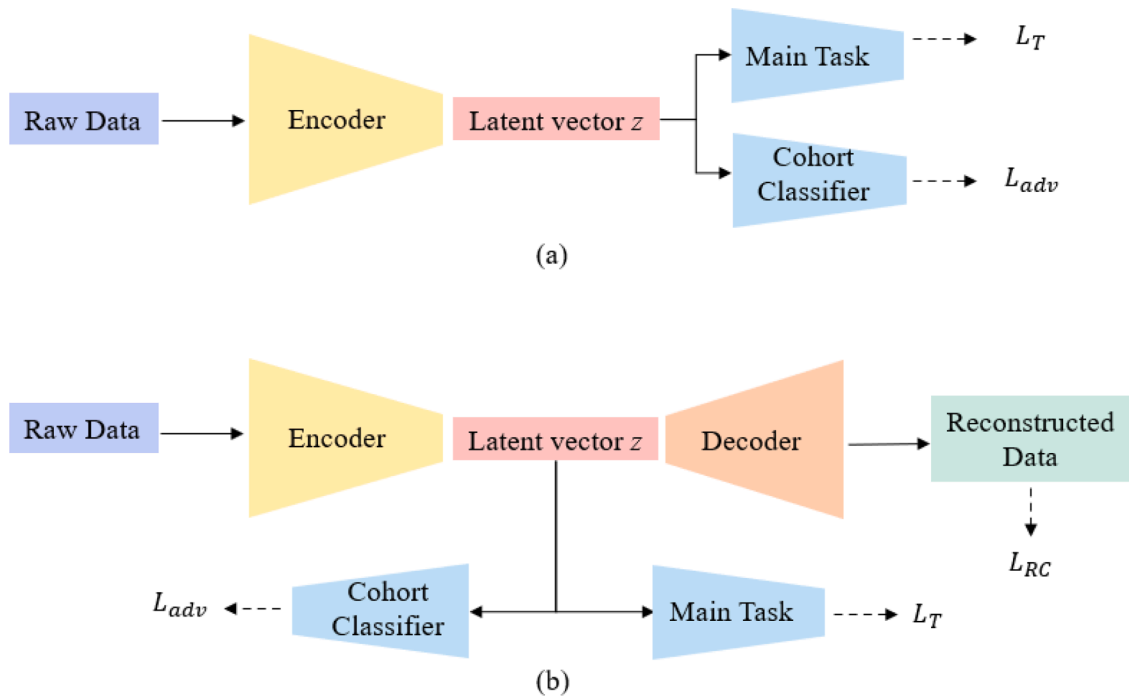 Main Task
L_T
Raw Data
Encoder
Latent vector z
Cohort
Classifier
L_adv
(a)
Raw Data
Encoder
Latent vector z
Decoder
Reconstructed
Data
L_RC
L_adv
Cohort
Classifier
Main Task
L_T
(b)